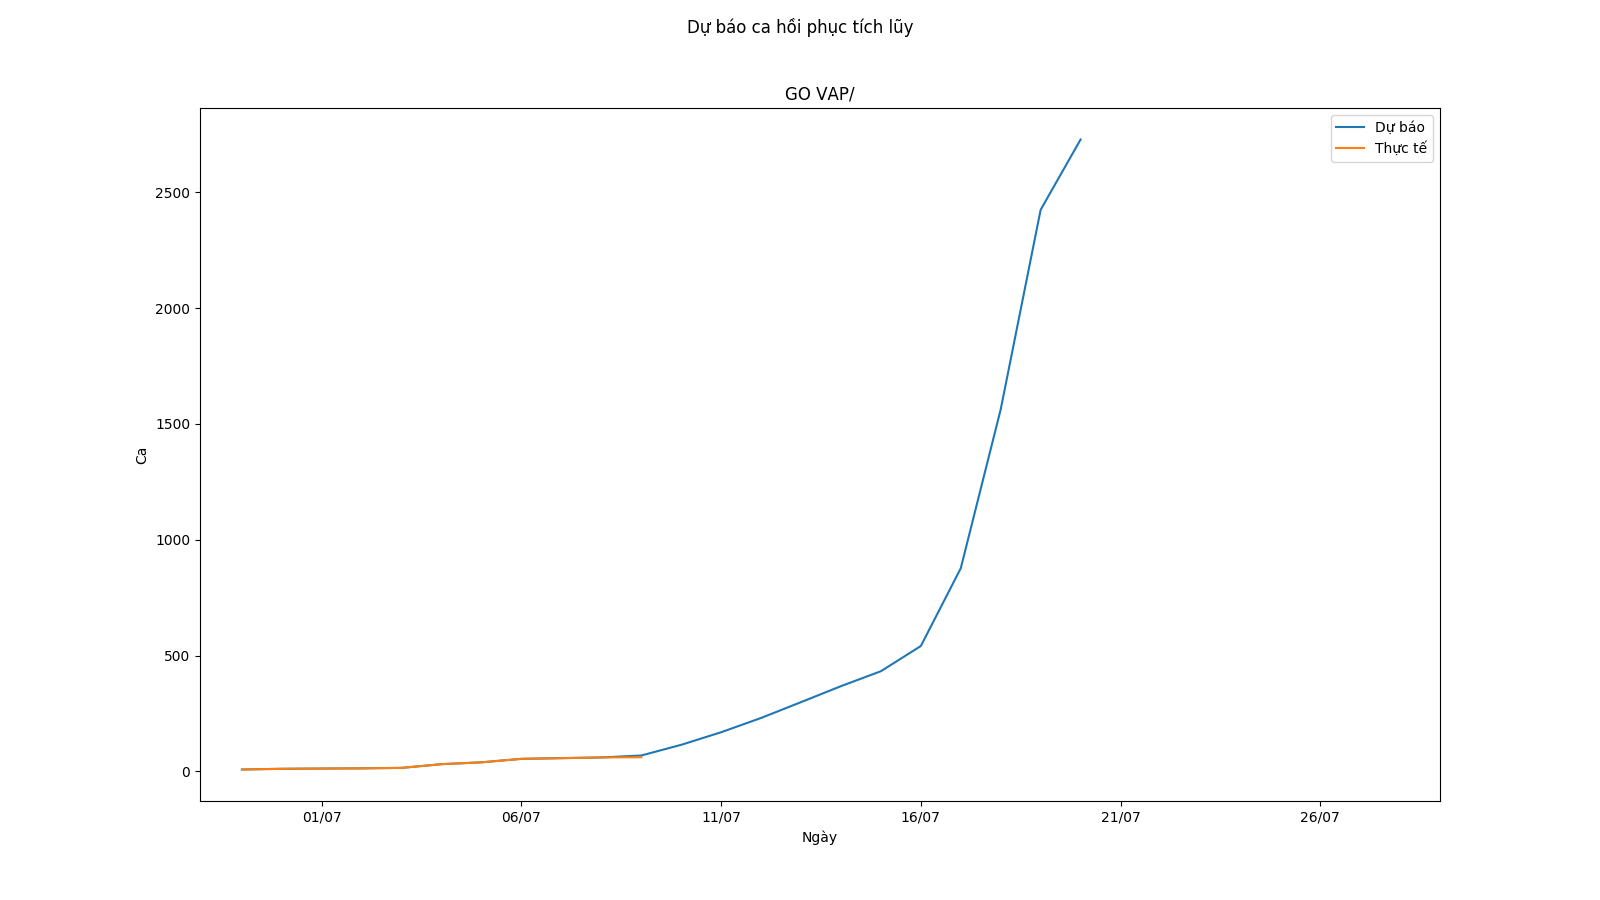 Dự báo ca hồi phục tích lũy
GO VAP/
Dự báo
Thực tế
2500
2000
1500
1000
500
0
Ca
01/07
06/07
11/07
16/07
21/07
26/07
Ngày